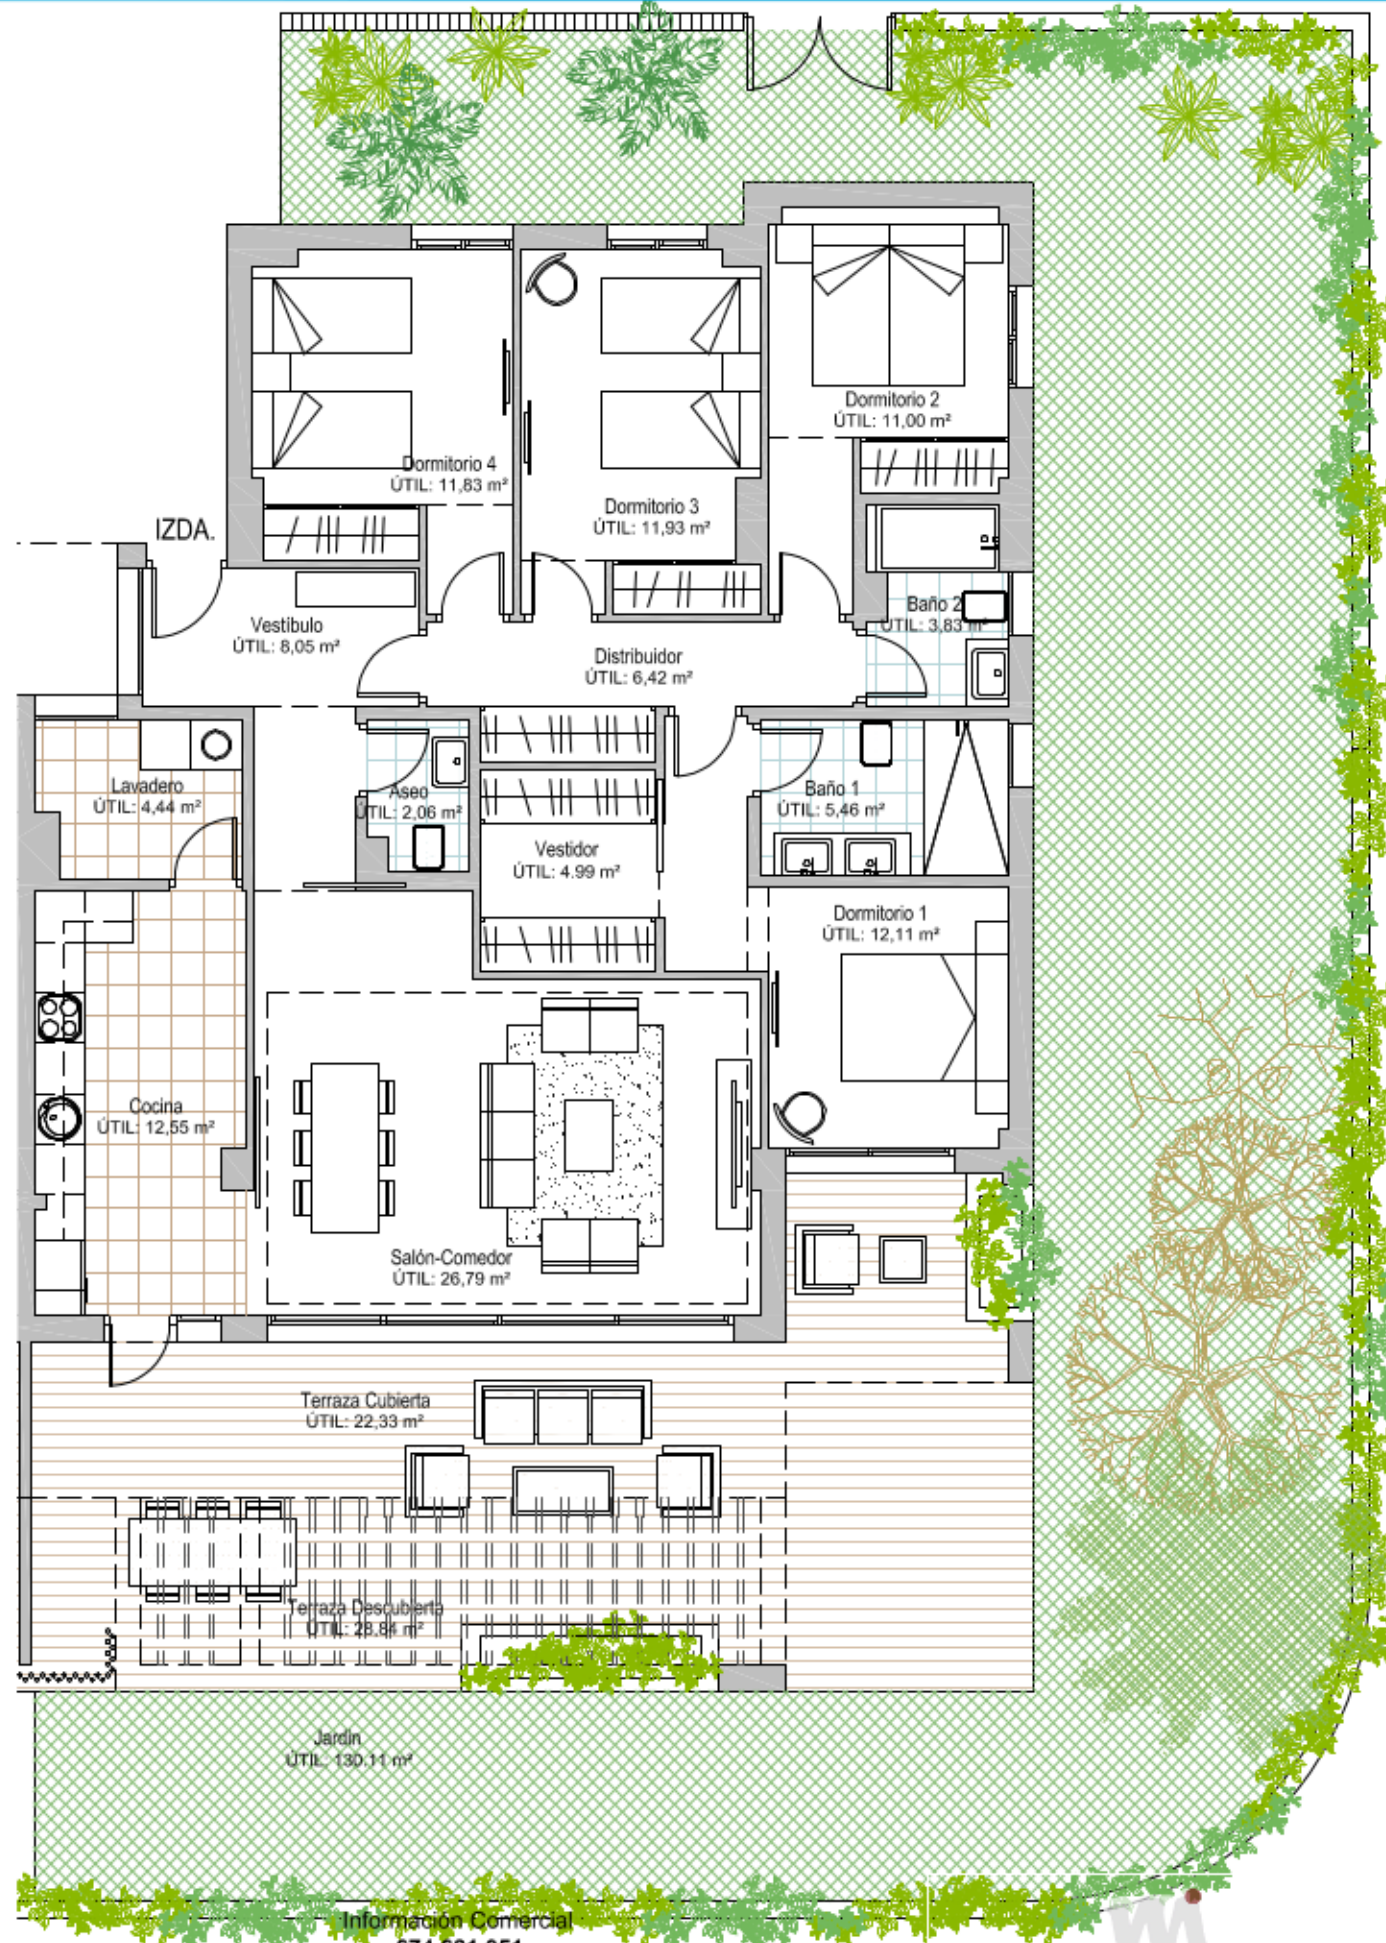 Dormitorio 2
ÚTIL: 11,00 m²
Dormitorio 4
ÚTIL: 11,83 m²
Dormitorio 3
ÚTIL: 11,93 m²
IZDA.
Baño 2
ÚTIL: 3,83 m²
Vestíbulo
ÚTIL: 8,05 m²
Distribuidor
ÚTIL: 6,42 m²
Lavadero
ÚTIL: 4,44 m²
Aseo
ÚTIL: 2,06 m²
Baño 1
ÚTIL: 5,46 m²
Vestidor
ÚTIL: 4.99 m²
Dormitorio 1
ÚTIL: 12,11 m²
Cocina
ÚTIL: 12,55 m²
Salón-Comedor
ÚTIL: 26,79 m²
Terraza Cubierta
ÚTIL: 22,33 m²
Terraza Descubierta
ÚTIL: 28,84 m²
Jardín
ÚTIL: 130,11 m²
Información Comercial